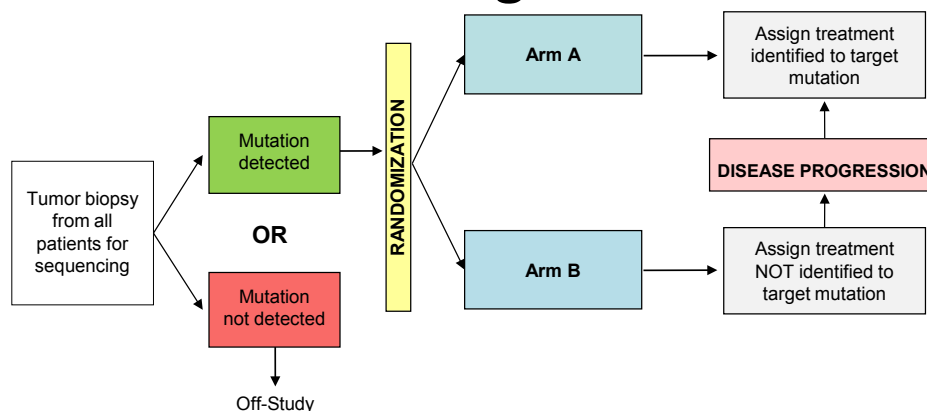 Tumor biopsy
from all
patients for
sequencing
Mutation
detected
OR
Mutation
not detected
Off-Study
RANDOMIZATION
Arm A
Arm B
Assign treatment
identified to target
mutation
DISEASE PROGRESSION
Assign treatment
NOT identified to
target mutation